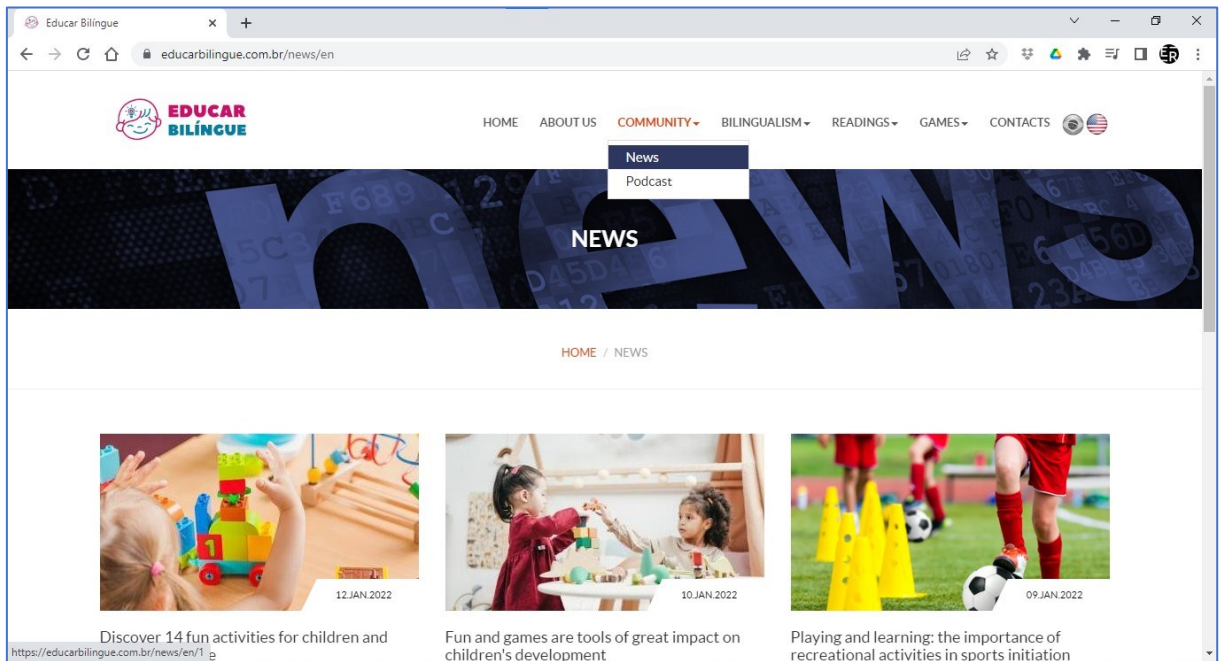 Educar Bilíngue
educarbilingue.com.br/news/en
ER
EDUCAR
BILÍNGUE
HOME ABOUT US COMMUNITY BILINGUALISM READINGS GAMES CONTACTS
News
Podcast
news
NEWS
HOME / NEWS
1
12.JAN.2022
10.JAN.2022
09.JAN.2022
Discover 14 fun activities for children and
Fun and games are tools of great impact on
children's development
Playing and learning: the importance of
recreational activities in sports initiation
https://educarbilingue.com.br/news/en/1